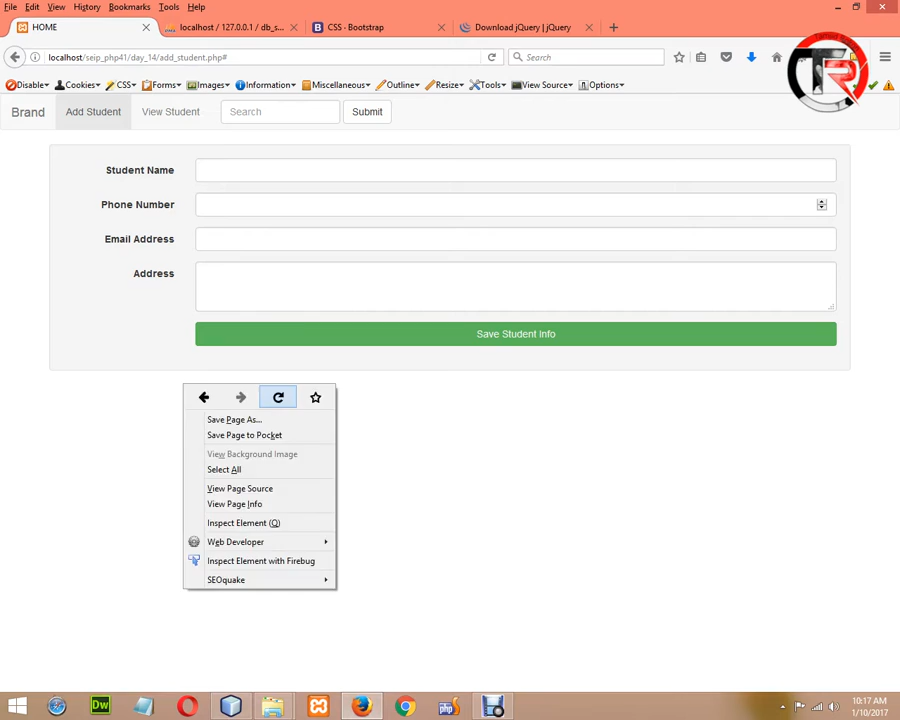 File Edit View History Bookmarks Tools Help
HOME
localhost / 127.0.0.1 / db_s...
CSS · Bootstrap
Download jQuery | jQuery
localhost/seip_php41/day_14/add_student.php#
Search
Disable Cookies CSS Forms Images Information Miscellaneous Outline Resize Tools View Source Options
Brand Add Student View Student Search Submit
Student Name
Phone Number
Email Address
Address
Save Student Info
Save Page As...
Save Page to Pocket
View Background Image
Select All
View Page Source
View Page Info
Inspect Element (Q)
Web Developer
Inspect Element with Firebug
SEOquake
Dw
php
10:17 AM
1/10/2017